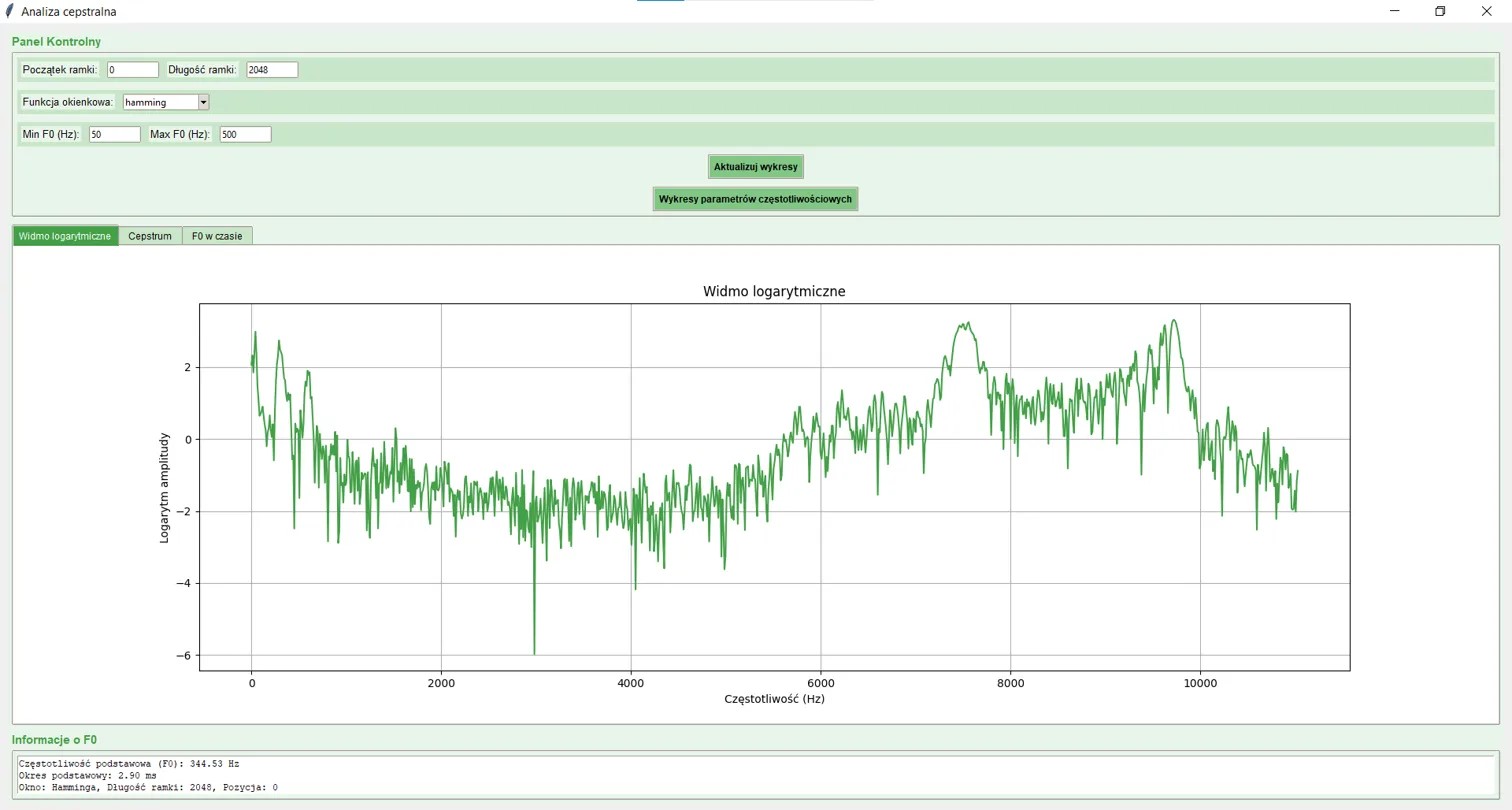 Analiza cepstralna
Panel Kontrolny
Początek ramki: 0 Długość ramki: 2048
Funkcja okienkowa: hamming
Min F0 (Hz): 50 Max F0 (Hz): 500
Aktualizuj wykresy
Wykresy parametrów częstotliwościowych
Widmo logarytmiczne Cepstrum F0 w czasie
Widmo logarytmiczne
Logarytm amplitudy
2
0
−2
−4
−6
0 2000 4000 6000 8000 10000
Częstotliwość (Hz)
Informacje o F0
Częstotliwość podstawowa (F0): 344.53 Hz
Okres podstawowy: 2.90 ms
Okno: Hamminga, Długość ramki: 2048, Pozycja: 0